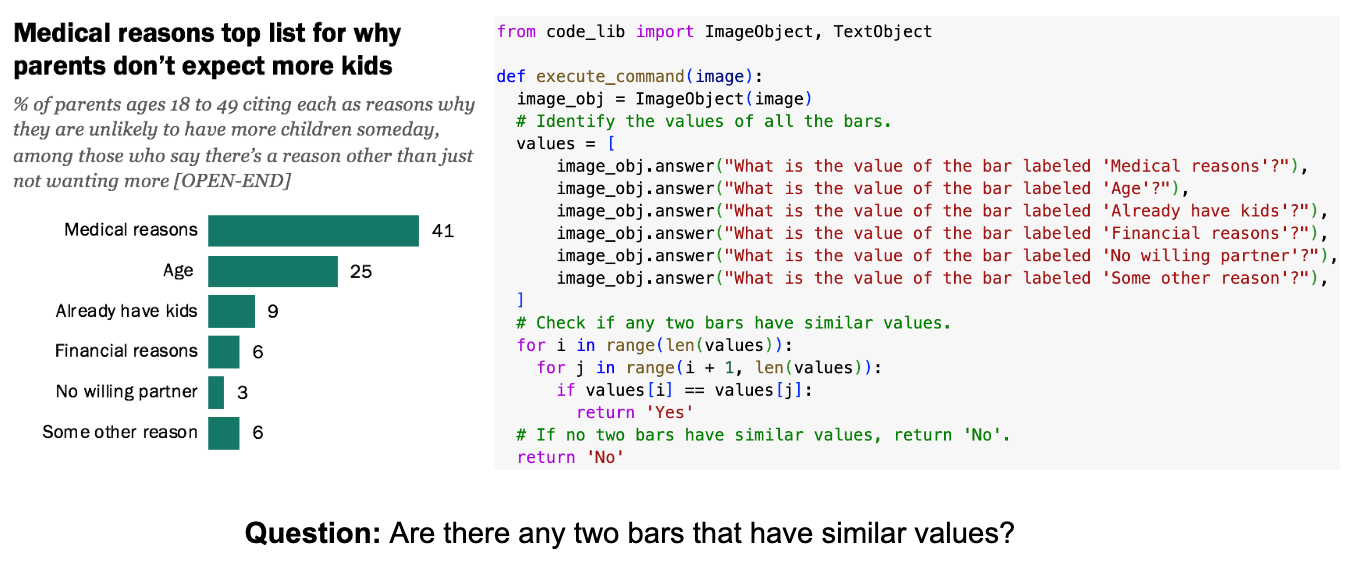 Medical reasons top list for why
parents don’t expect more kids
% of parents ages 18 to 49 citing each as reasons why
they are unlikely to have more children someday,
among those who say there’s a reason other than just
not wanting more [OPEN-END]
Medical reasons 41
Age 25
Already have kids 9
Financial reasons 6
No willing partner 3
Some other reason 6
from code_lib import ImageObject, TextObject
def execute_command(image):
  image_obj = ImageObject(image)
  # Identify the values of all the bars.
  values = [
      image_obj.answer("What is the value of the bar labeled 'Medical reasons'?"),
      image_obj.answer("What is the value of the bar labeled 'Age'?"),
      image_obj.answer("What is the value of the bar labeled 'Already have kids'?"),
      image_obj.answer("What is the value of the bar labeled 'Financial reasons'?"),
      image_obj.answer("What is the value of the bar labeled 'No willing partner'?"),
      image_obj.answer("What is the value of the bar labeled 'Some other reason'?"),
  ]
  # Check if any two bars have similar values.
  for i in range(len(values)):
    for j in range(i + 1, len(values)):
      if values[i] == values[j]:
        return 'Yes'
  # If no two bars have similar values, return 'No'.
  return 'No'
Question: Are there any two bars that have similar values?